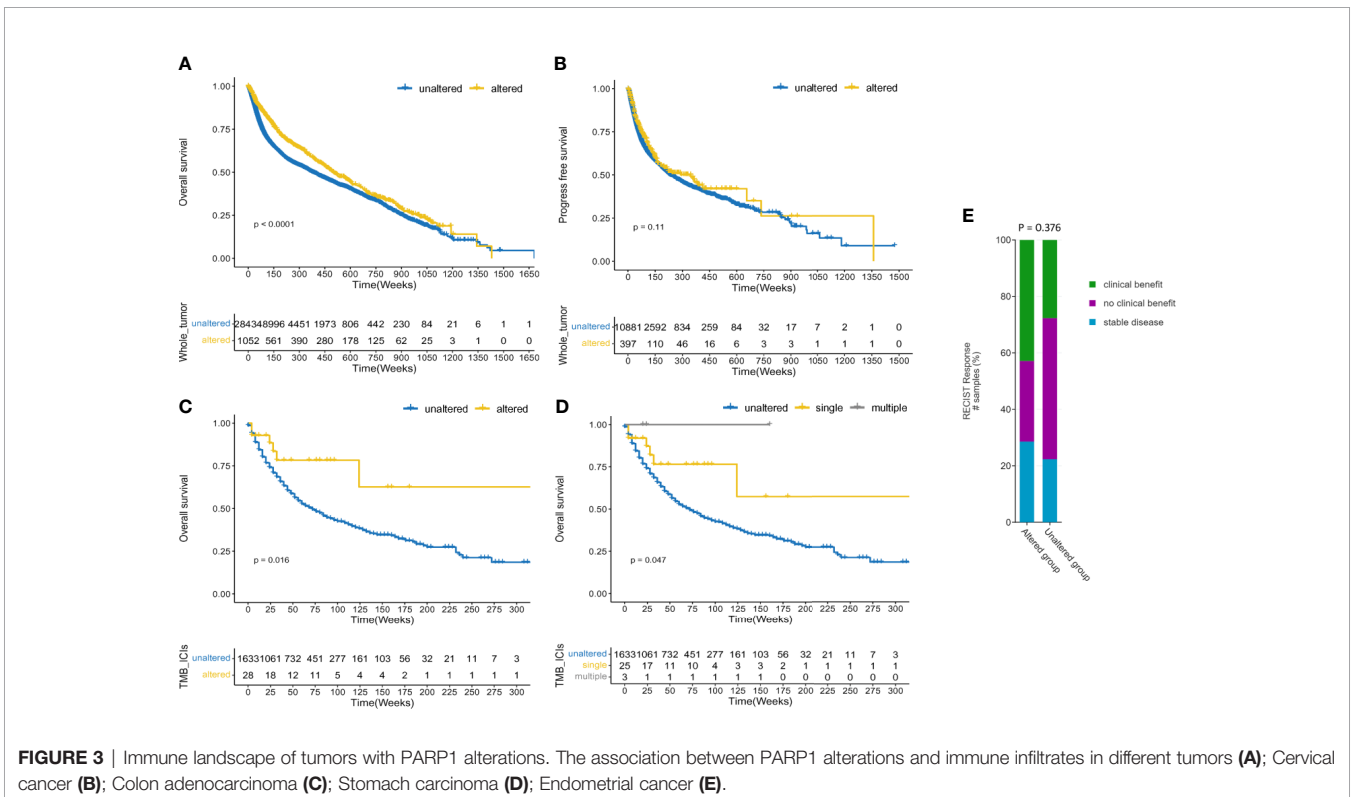 A
unaltered altered
1.00
0.75
0.50
0.25
0.00
Overall survival
p < 0.0001
0 150 300 450 600 750 900 1050 1200 1350 1500 1650
Time(Weeks)
Whole_tumor
unaltered 284348996 4451 1973 806 442 230 84 21 6 1 1
altered 1052 561 390 280 178 125 62 25 3 1 0 0
0 150 300 450 600 750 900 1050 1200 1350 1500 1650
Time(Weeks)
B
unaltered altered
1.00
0.75
0.50
0.25
0.00
Progress free survival
p = 0.11
0 150 300 450 600 750 900 1050 1200 1350 1500
Time(Weeks)
Whole_tumor
unaltered 10881 2592 834 259 84 32 17 7 2 1 0
altered 397 110 46 16 6 3 3 1 1 1 0
0 150 300 450 600 750 900 1050 1200 1350 1500
Time(Weeks)
C
unaltered altered
1.00
0.75
0.50
0.25
0.00
Overall survival
p = 0.016
0 25 50 75 100 125 150 175 200 225 250 275 300
Time(Weeks)
TMB_ICIs
unaltered 16331061 732 451 277 161 103 56 32 21 11 7 3
altered 28 18 12 11 5 4 4 2 1 1 1 1 1
0 25 50 75 100 125 150 175 200 225 250 275 300
Time(Weeks)
D
unaltered single multiple
1.00
0.75
0.50
0.25
0.00
Overall survival
p = 0.047
0 25 50 75 100 125 150 175 200 225 250 275 300
Time(Weeks)
TMB_ICIs
unaltered 16331061 732 451 277 161 103 56 32 21 11 7 3
single 25 17 11 10 4 3 3 2 1 1 1 1 1
multiple 3 1 1 1 1 1 0 0 0 0 0 0 0
0 25 50 75 100 125 150 175 200 225 250 275 300
Time(Weeks)
E
P = 0.376
100
80
60
40
20
0
RECIST Response
# samples (%)
Altered group
Unaltered group
clinical benefit
no clinical benefit
stable disease
FIGURE 3 | Immune landscape of tumors with PARP1 alterations. The association between PARP1 alterations and immune infiltrates in different tumors (A); Cervical
cancer (B); Colon adenocarcinoma (C); Stomach carcinoma (D); Endometrial cancer (E).